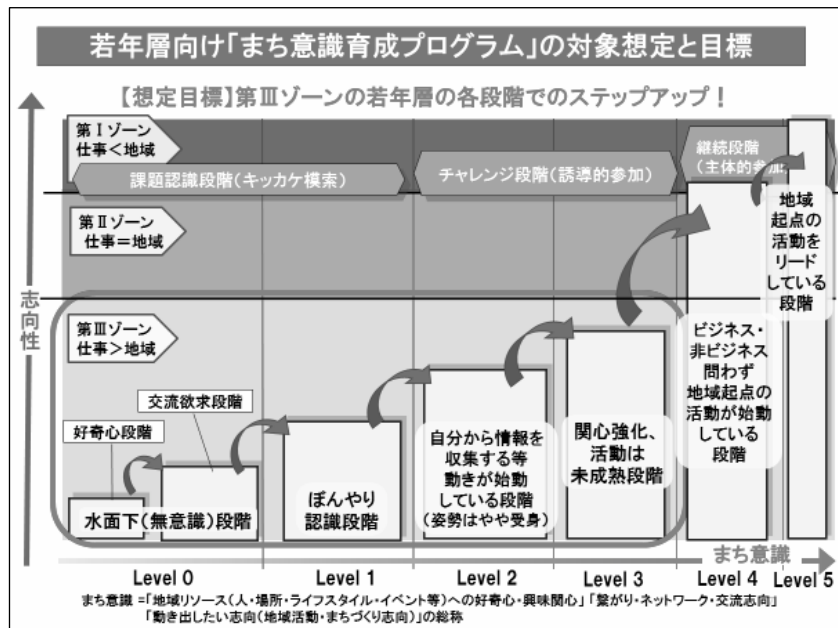 若年層向け「まち意識育成プログラム」の対象想定と目標
【想定目標】第Ⅲゾーンの若年層の各段階でのステップアップ！
志向性
第Ⅰゾーン
仕事＜地域
課題認識段階(キッカケ模索)
チャレンジ段階(誘導的参加)
継続段階
(主体的参加
第Ⅱゾーン
仕事＝地域
第Ⅲゾーン
仕事＞地域
好奇心段階
交流欲求段階
水面下(無意識)段階
ぼんやり
認識段階
自分から情報を
収集する等
動きが始動
している段階
(姿勢はやや受身)
関心強化、
活動は
未成熟段階
ビジネス・
非ビジネス
問わず
地域起点の
活動が始動
している
段階
地域
起点の
活動を
リード
している
段階
まち意識
Level 0
Level 1
Level 2
Level 3
Level 4
Level 5
まち意識 ＝「地域リソース(人・場所・ライフスタイル・イベント等)への好奇心・興味関心」「繋がり・ネットワーク・交流志向」
「動き出したい志向(地域活動・まちづくり志向)」の総称